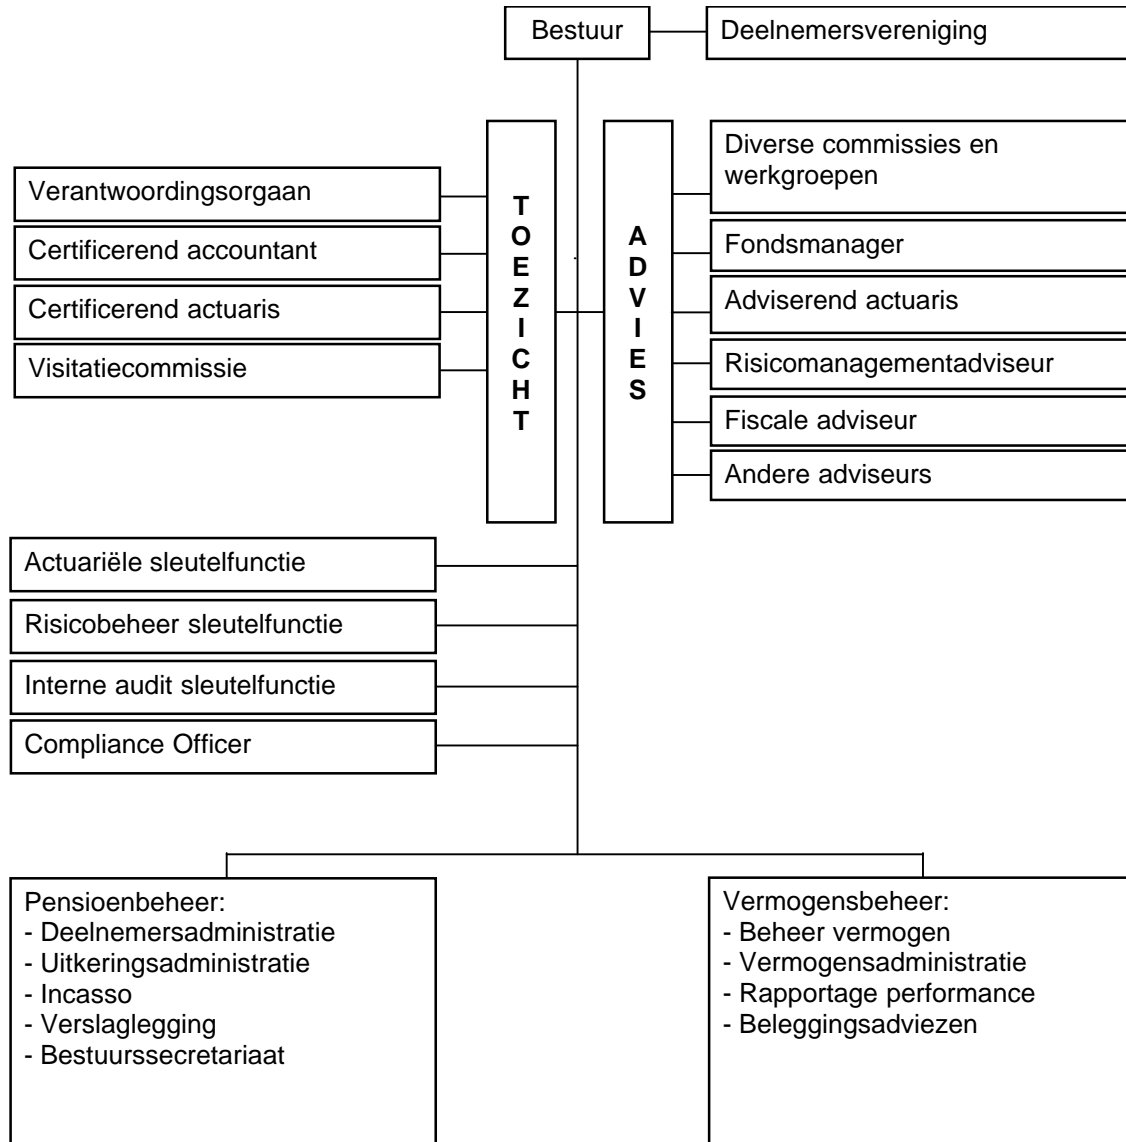 Bestuur
Deelnemersvereniging
TOEZICHT
ADVIES
Verantwoordingsorgaan
Certificerend accountant
Certificerend actuaris
Visitatiecommissie
Diverse commissies en
werkgroepen
Fondsmanager
Adviserend actuaris
Risicomanagementadviseur
Fiscale adviseur
Andere adviseurs
Actuariële sleutelfunctie
Risicobeheer sleutelfunctie
Interne audit sleutelfunctie
Compliance Officer
Pensioenbeheer:
- Deelnemersadministratie
- Uitkeringsadministratie
- Incasso
- Verslaglegging
- Bestuurssecretariaat
Vermogensbeheer:
- Beheer vermogen
- Vermogensadministratie
- Rapportage performance
- Beleggingsadviezen